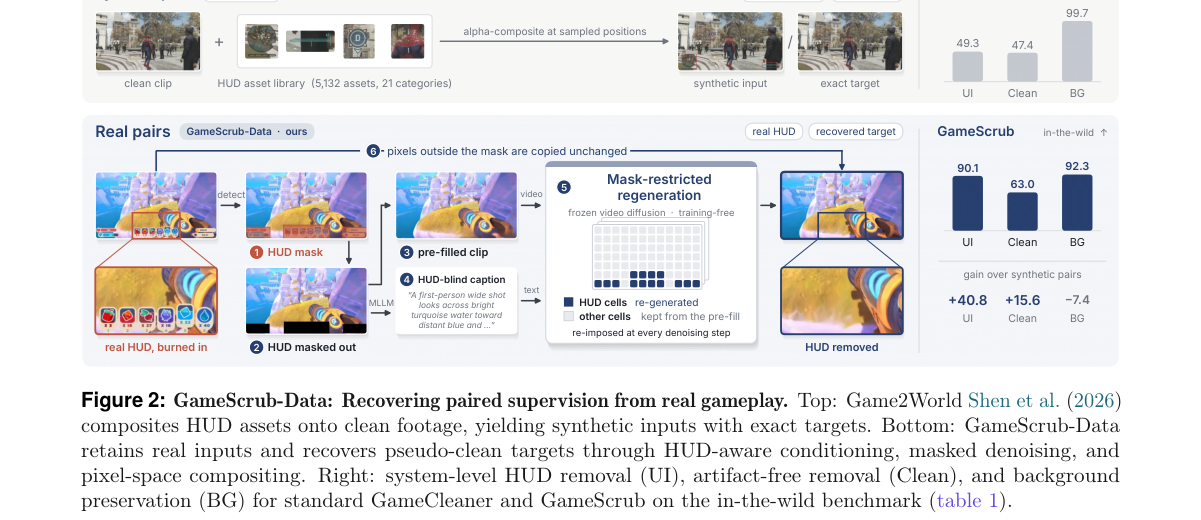 99.7
49.3
47.4
UI
Clean
BG
+
alpha-composite at sampled positions
/
clean clip
HUD asset library (5,132 assets, 21 categories)
synthetic input
exact target
Real pairs
GameScrub-Data · ours
real HUD
recovered target
6 pixels outside the mask are copied unchanged
detect
1 HUD mask
3 pre-filled clip
video
5 Mask-restricted
regeneration
frozen video diffusion · training-free
4 HUD-blind caption
"A first-person wide shot
looks across bright
turquoise water toward
distant blue and ..."
MLLM
text
HUD cells re-generated
other cells kept from the pre-fill
re-imposed at every denoising step
real HUD, burned in
2 HUD masked out
HUD removed
GameScrub
in-the-wild ↑
90.1
63.0
92.3
UI
Clean
BG
gain over synthetic pairs
+40.8
+15.6
−7.4
UI
Clean
BG
Figure 2: GameScrub-Data: Recovering paired supervision from real gameplay. Top: Game2World Shen et al. (2026)
composites HUD assets onto clean footage, yielding synthetic inputs with exact targets. Bottom: GameScrub-Data
retains real inputs and recovers pseudo-clean targets through HUD-aware conditioning, masked denoising, and
pixel-space compositing. Right: system-level HUD removal (UI), artifact-free removal (Clean), and background
preservation (BG) for standard GameCleaner and GameScrub on the in-the-wild benchmark (table 1).